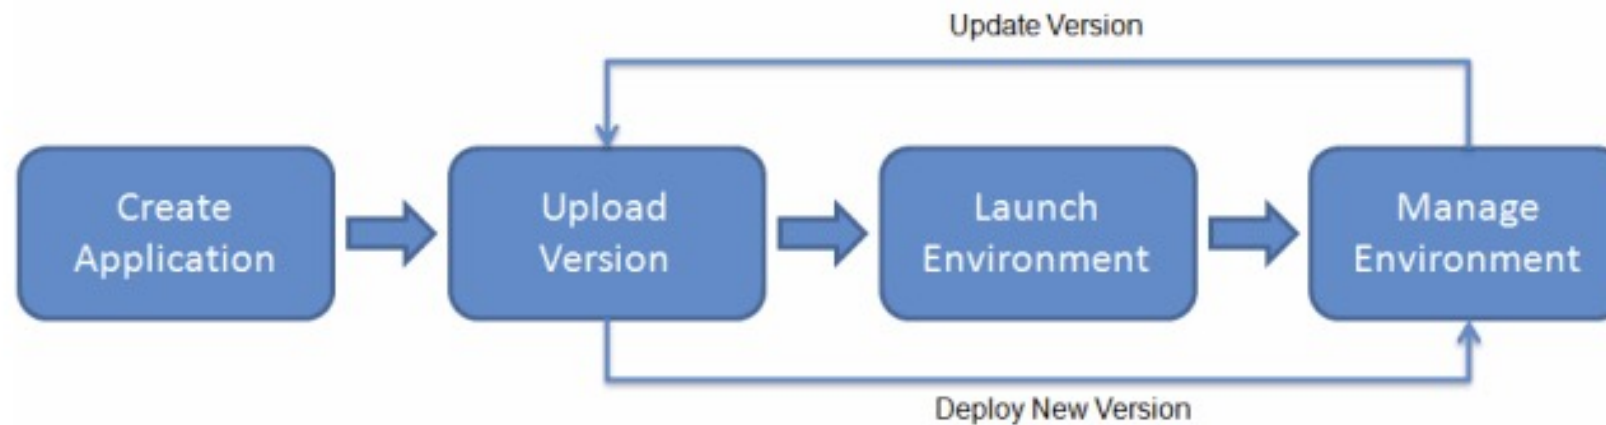 Update Version
Create
Application
Upload
Version
Launch
Environment
Manage
Environment
Deploy New Version